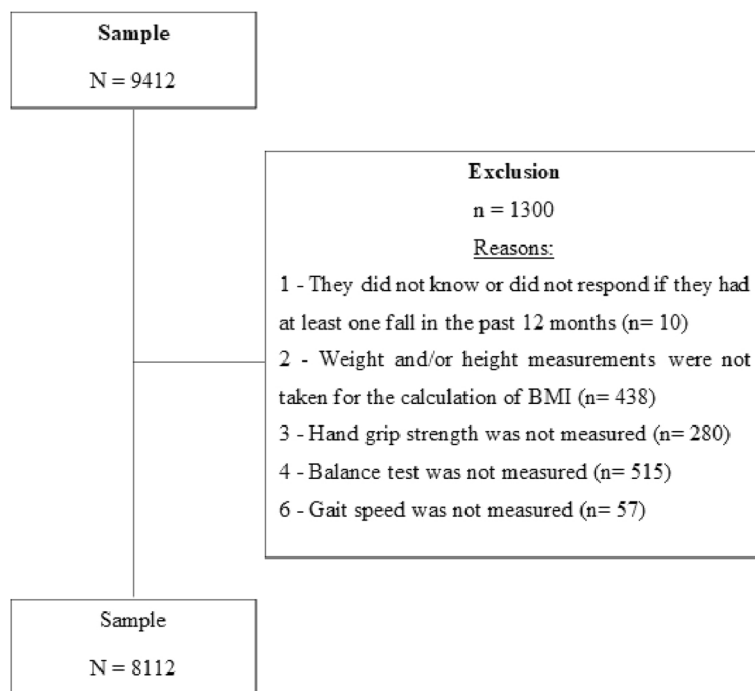 Sample
N = 9412
Exclusion
n = 1300
Reasons:
1 - They did not know or did not respond if they had
at least one fall in the past 12 months (n= 10)
2 - Weight and/or height measurements were not
taken for the calculation of BMI (n= 438)
3 - Hand grip strength was not measured (n= 280)
4 - Balance test was not measured (n= 515)
6 - Gait speed was not measured (n= 57)
Sample
N = 8112